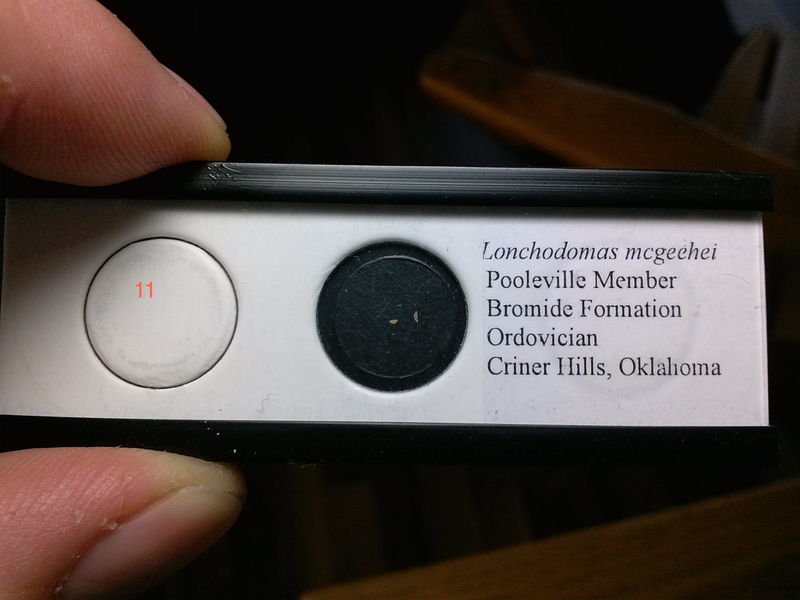 11
Lonchodomas mcgeehei
Pooleville Member
Bromide Formation
Ordovician
Criner Hills, Oklahoma